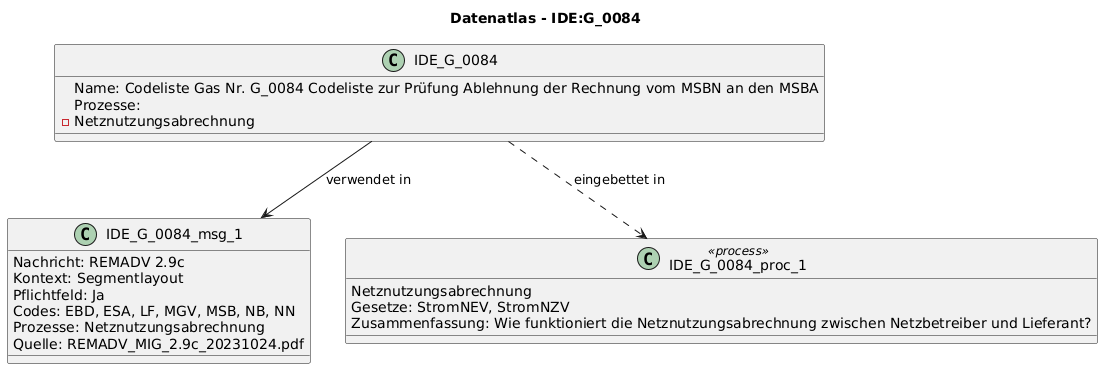 Datenatlas - IDE:G_0084
C IDE_G_0084
Name: Codeliste Gas Nr. G_0084 Codeliste zur Prüfung Ablehnung der Rechnung vom MSBN an den MSBA
Prozesse:
Netznutzungsabrechnung
verwendet in
eingebettet in
C IDE_G_0084_msg_1
Nachricht: REMADV 2.9c
Kontext: Segmentlayout
Pflichtfeld: Ja
Codes: EBD, ESA, LF, MGV, MSB, NB, NN
Prozesse: Netznutzungsabrechnung
Quelle: REMADV_MIG_2.9c_20231024.pdf
«process»
C IDE_G_0084_proc_1
Netznutzungsabrechnung
Gesetze: StromNEV, StromNZV
Zusammenfassung: Wie funktioniert die Netznutzungsabrechnung zwischen Netzbetreiber und Lieferant?